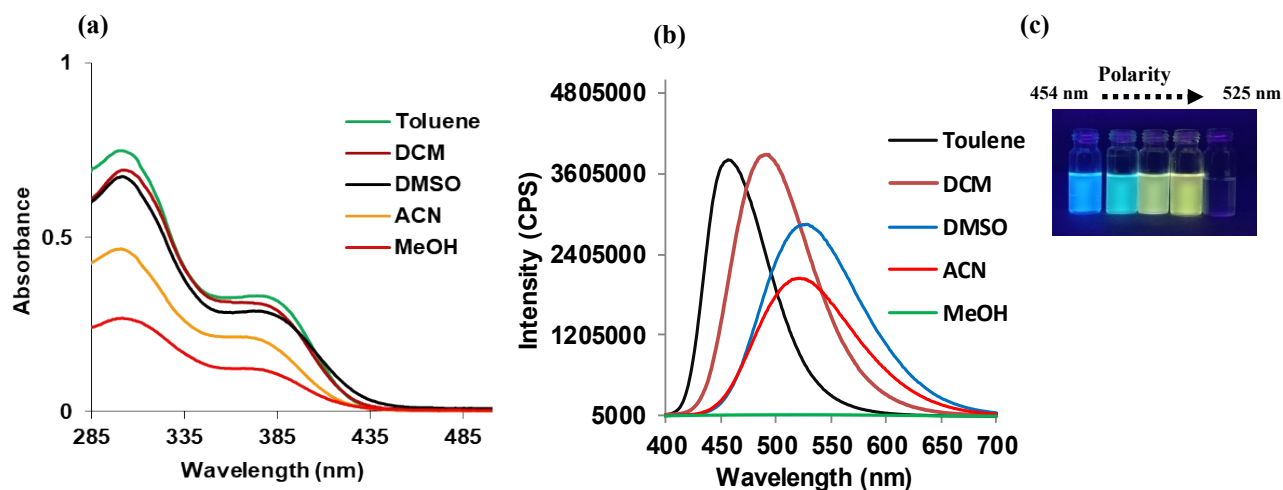 (a)
Absorbance
1
0.5
0
285
335
385
435
485
Wavelength (nm)
Toluene
DCM
DMSO
ACN
MeOH
(b)
Intensity (CPS)
4805000
3605000
2405000
1205000
5000
400
450
500
550
600
650
700
Wavelength (nm)
Toulene
DCM
DMSO
ACN
MeOH
(c)
Polarity
454 nm
525 nm